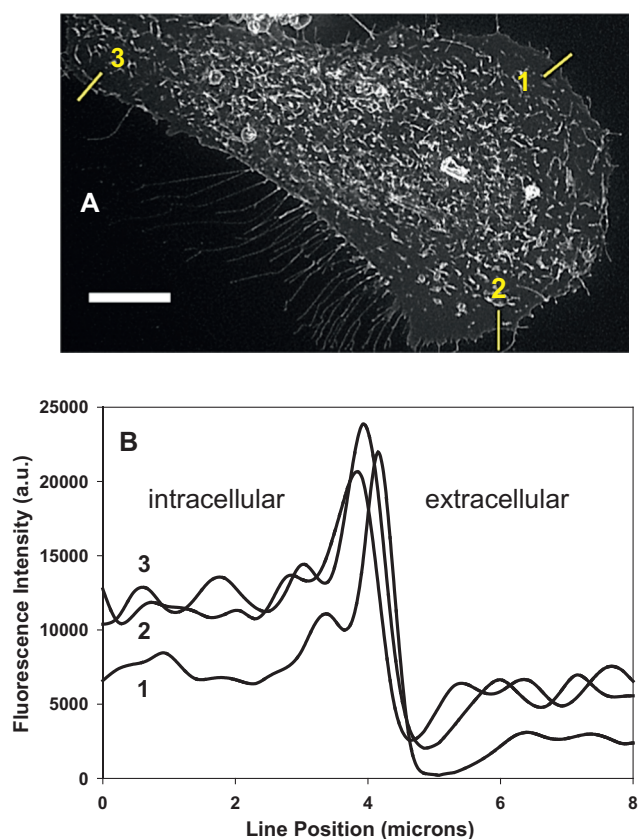 3
1
A
2
B
25000
20000
15000
10000
5000
0
Fluorescence Intensity (a.u.)
intracellular
extracellular
3
2
1
0
2
4
6
8
Line Position (microns)